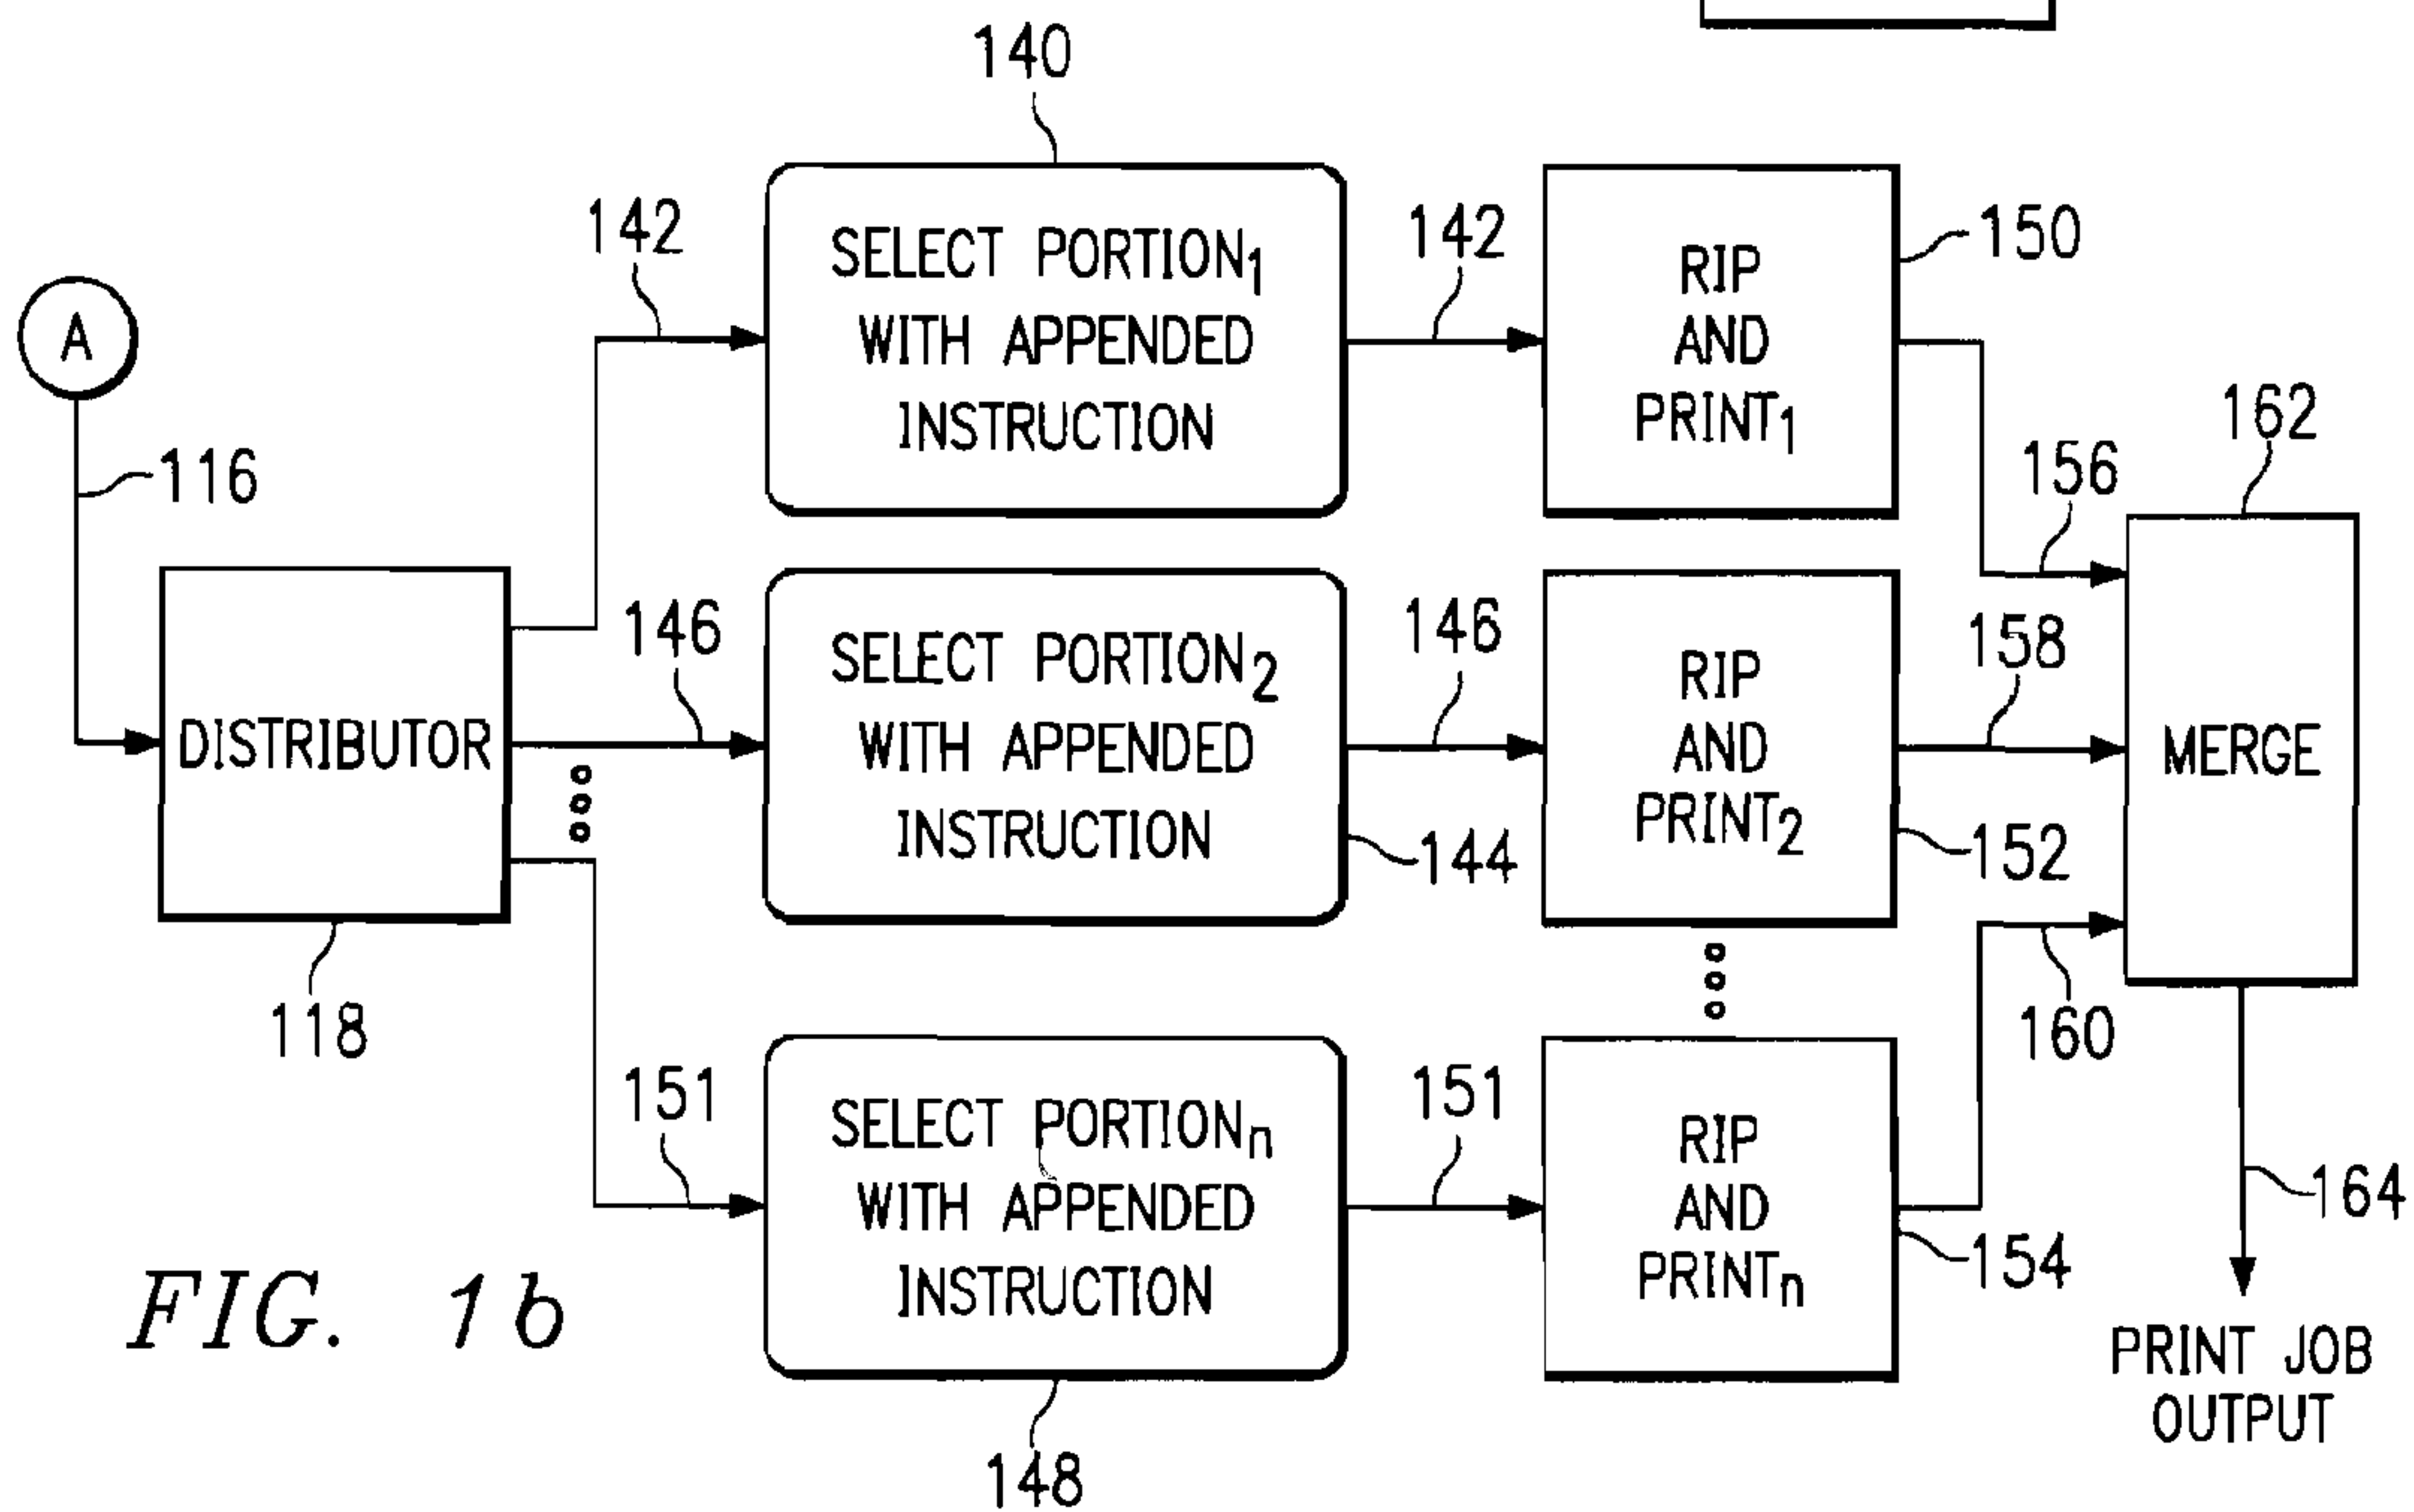 140
142
SELECT PORTION1
WITH APPENDED
INSTRUCTION
142
RIP
AND
PRINT1
150
A
116
156
162
DISTRIBUTOR
118
146
SELECT PORTION2
WITH APPENDED
INSTRUCTION
144
146
RIP
AND
PRINT2
152
158
MERGE
160
151
SELECT PORTIONn
WITH APPENDED
INSTRUCTION
148
151
RIP
AND
PRINTn
154
164
PRINT JOB
OUTPUT
FIG. 1b